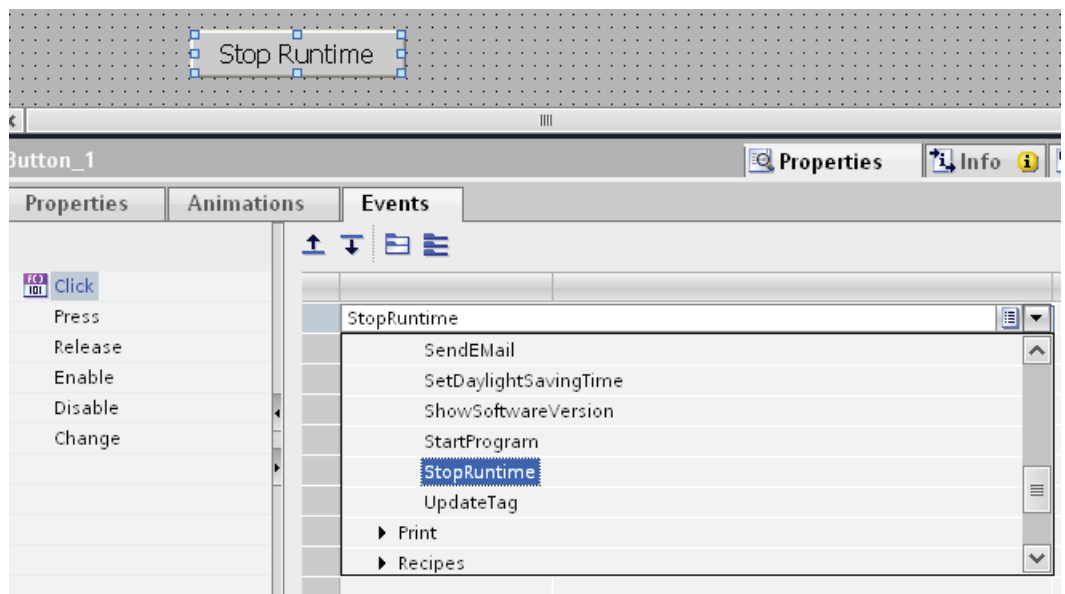 Stop Runtime
Button_1
Properties
Info
Properties
Animations
Events
Click
Press
Release
Enable
Disable
Change
StopRuntime
SendEMail
SetDaylightSavingTime
ShowSoftwareVersion
StartProgram
StopRuntime
UpdateTag
Print
Recipes